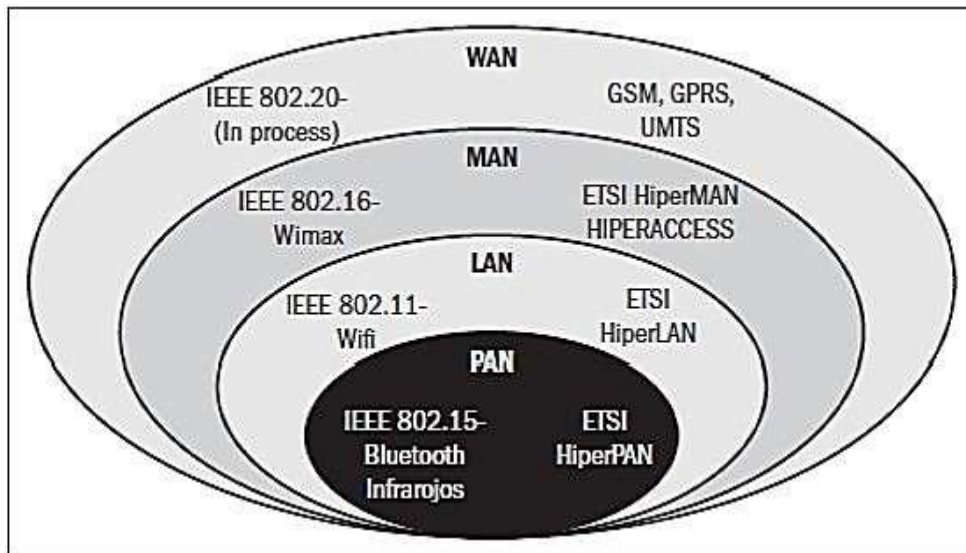 WAN
IEEE 802.20-
(In process)
GSM, GPRS,
UMTS
MAN
IEEE 802.16-
Wimax
ETSI HiperMAN
HIPERACCESS
LAN
IEEE 802.11-
Wifi
ETSI
HiperLAN
PAN
IEEE 802.15-
Bluetooth
Infrarojos
ETSI
HiperPAN